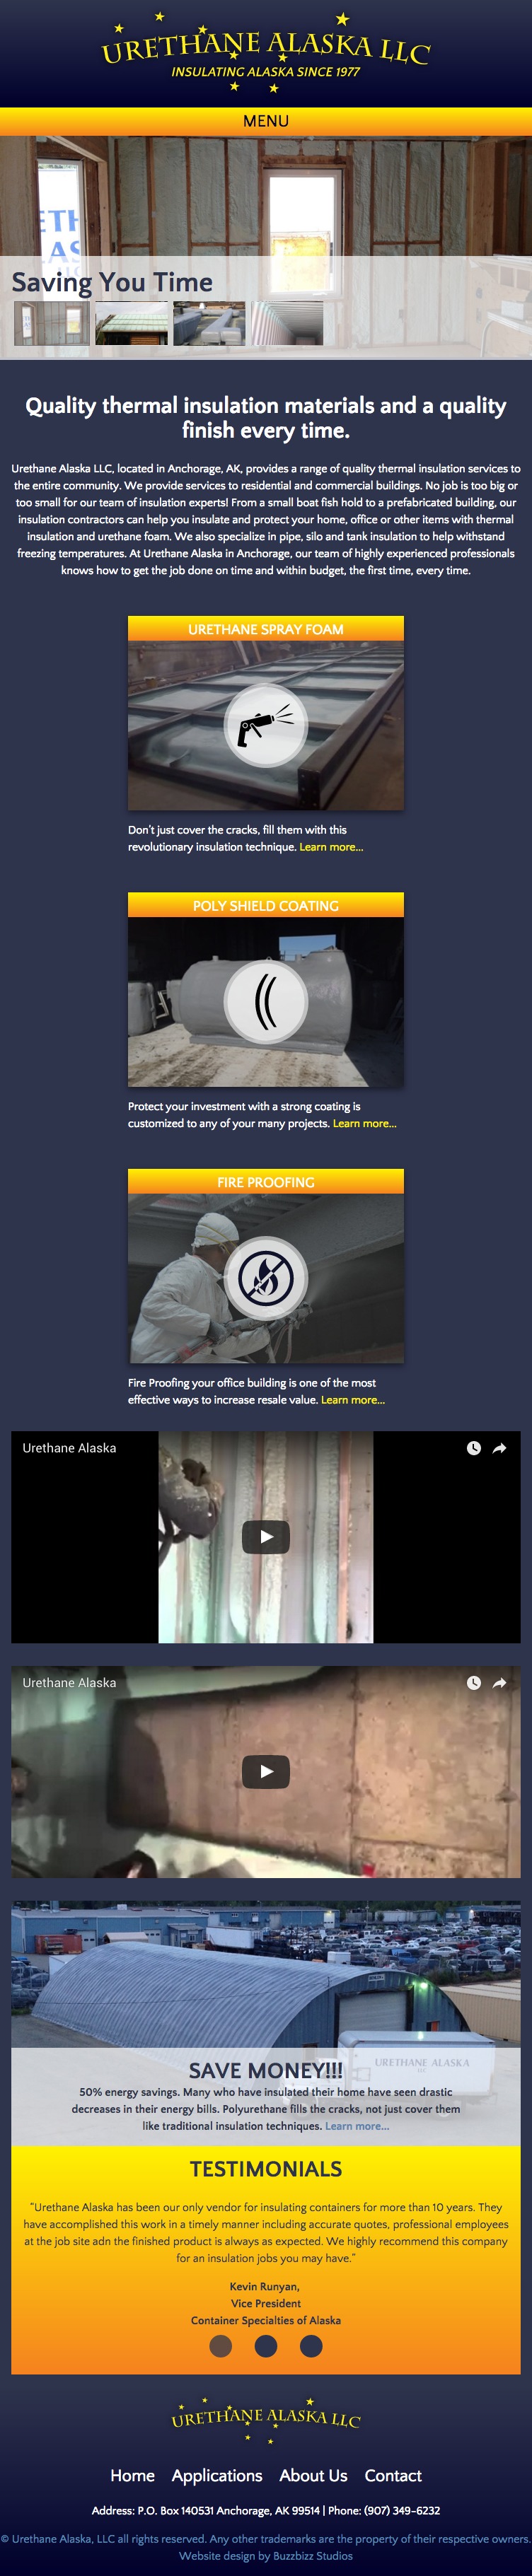 URETHANE ALASKA LLC
INSULATING ALASKA SINCE 1977
MENU
Saving You Time
Quality thermal insulation materials and a quality
finish every time.
Urethane Alaska LLC, located in Anchorage, AK, provides a range of quality thermal insulation services to
the entire community. We provide services to residential and commercial buildings. No job is too big or
too small for our team of insulation experts! From a small boat fish hold to a prefabricated building, our
insulation contractors can help you insulate and protect your home, office or other items with thermal
insulation and urethane foam. We also specialize in pipe, silo and tank insulation to help withstand
freezing temperatures. At Urethane Alaska in Anchorage, our team of highly experienced professionals
knows how to get the job done on time and within budget, the first time, every time.
URETHANE SPRAY FOAM
Don't just cover the cracks, fill them with this
revolutionary insulation technique. Learn more...
POLY SHIELD COATING
Protect your investment with a strong coating is
customized to any of your many projects. Learn more...
FIRE PROOFING
Fire Proofing your office building is one of the most
effective ways to increase resale value. Learn more...
Urethane Alaska
Urethane Alaska
URETHANE ALASKA
LLC
SAVE MONEY!!!
50% energy savings. Many who have insulated their home have seen drastic
decreases in their energy bills. Polyurethane fills the cracks, not just cover them
like traditional insulation techniques. Learn more...
TESTIMONIALS
"Urethane Alaska has been our only vendor for insulating containers for more than 10 years. They
have accomplished this work in a timely manner including accurate quotes, professional employees
at the job site adn the finished product is always as expected. We highly recommend this company
for an insulation jobs you may have."
Kevin Runyan,
Vice President
Container Specialties of Alaska
URETHANE ALASKA LLC
Home Applications About Us Contact
Address: P.O. Box 140531 Anchorage, AK 99514 | Phone: (907) 349-6232
© Urethane Alaska, LLC all rights reserved. Any other trademarks are the property of their respective owners.
Website design by Buzzbizz Studios